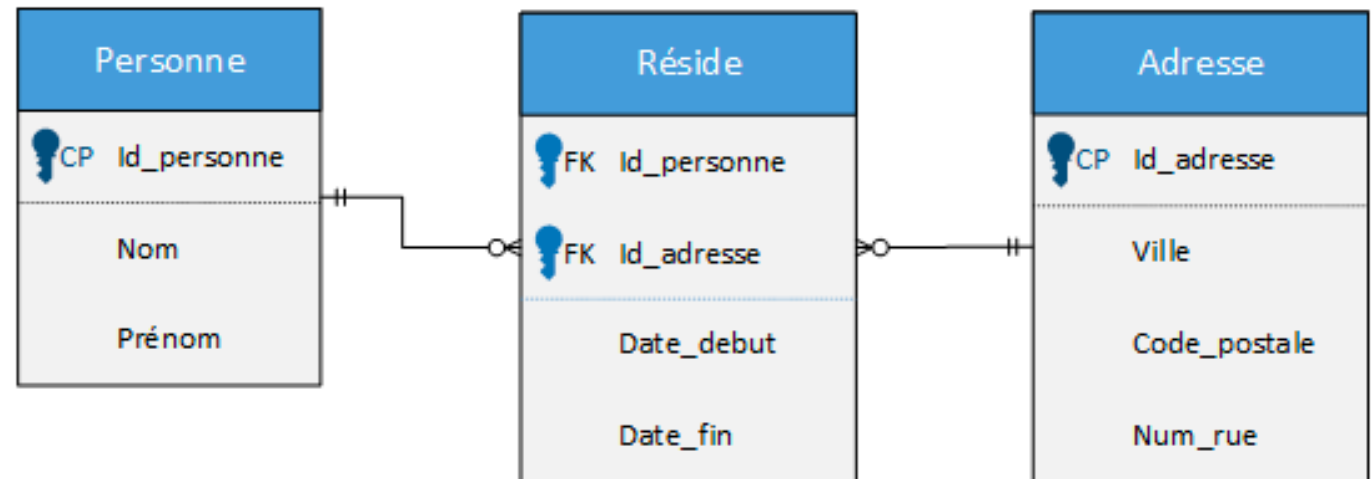 Personne
CP Id_personne
Nom
Prénom
Réside
FK Id_personne
FK Id_adresse
Date_debut
Date_fin
Adresse
CP Id_adresse
Ville
Code_postale
Num_rue